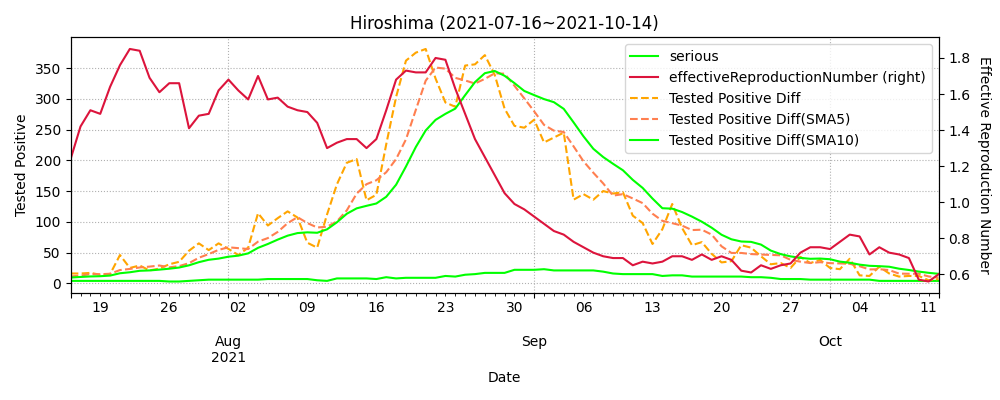 Hiroshima (2021-07-16~2021-10-14)
Tested Positive
350
300
250
200
150
100
50
0
serious
effectiveReproductionNumber (right)
Tested Positive Diff
Tested Positive Diff(SMA5)
Tested Positive Diff(SMA10)
1.8
1.6
1.4
1.2
1.0
0.8
0.6
Effective Reproduction Number
19 26 02 09 16 23 30 06 13 20 27 04 11
Aug Sep Oct
2021
Date